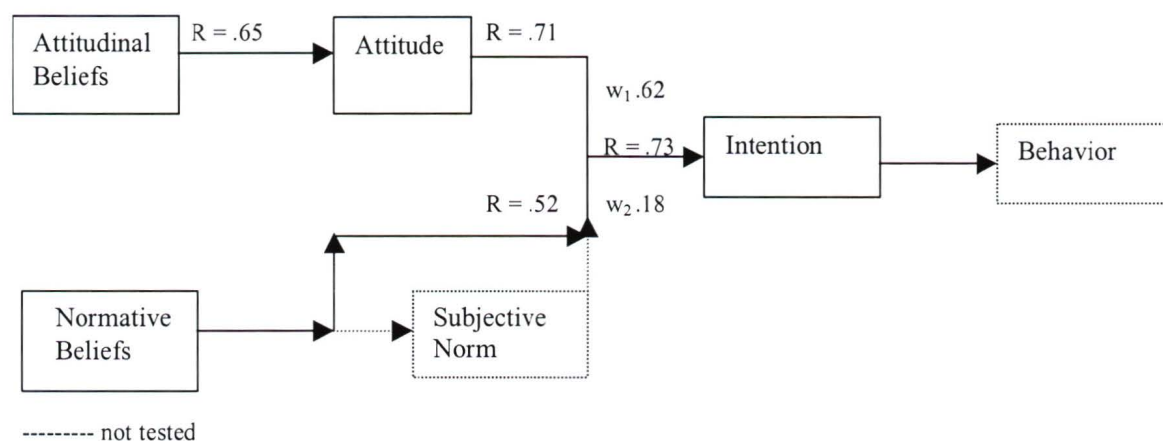 Attitudinal
Beliefs
R = .65
Attitude
R = .71
w₁ .62
R = .73
Intention
Behavior
R = .52
w₂ .18
Normative
Beliefs
Subjective
Norm
--------- not tested